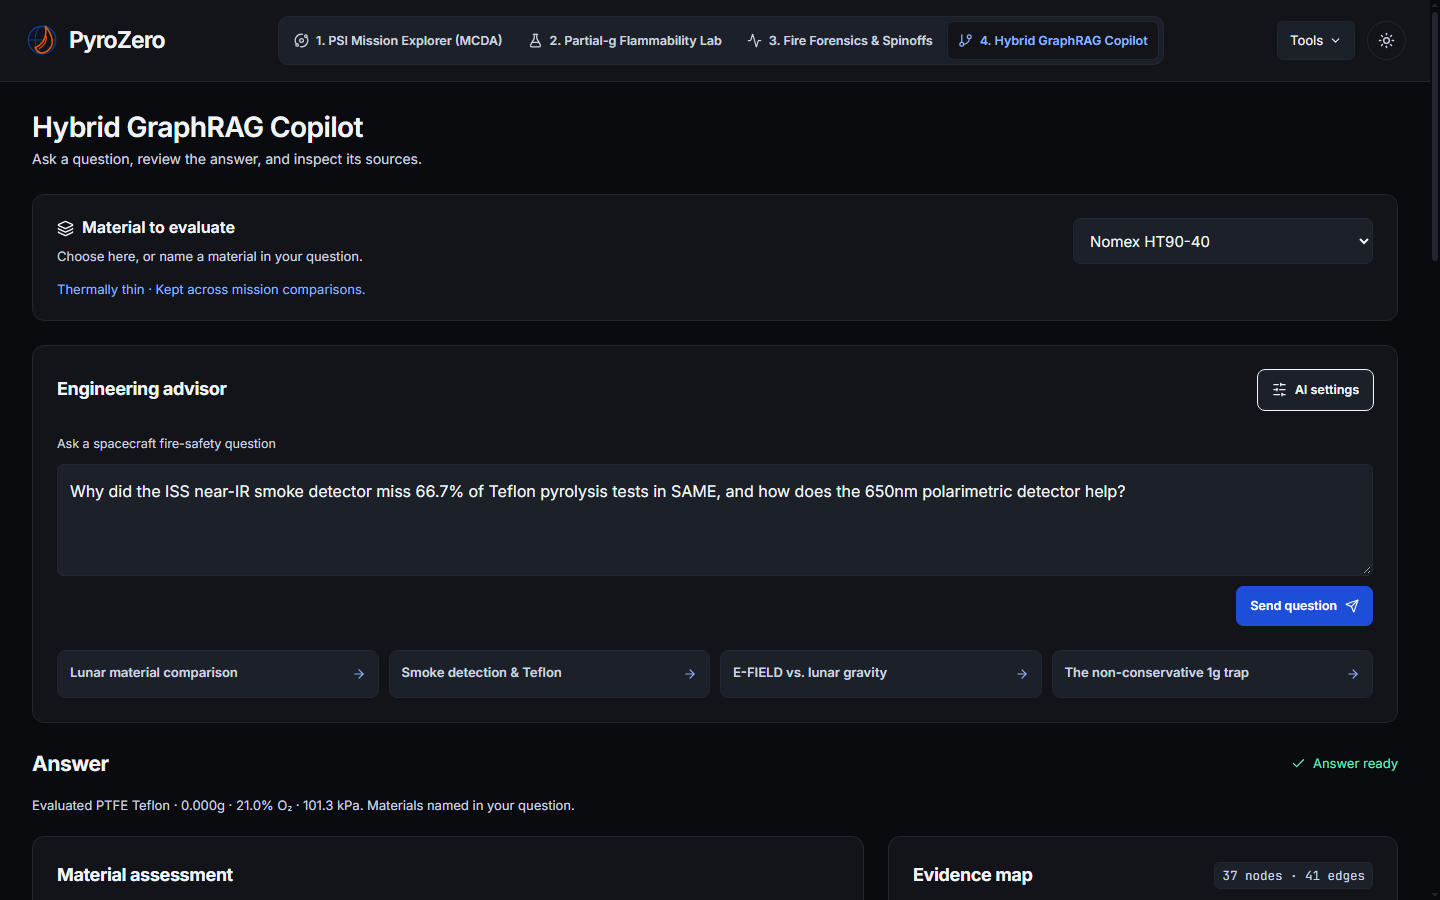 PyroZero
1. PSI Mission Explorer (MCDA)
2. Partial-g Flammability Lab
3. Fire Forensics & Spinoffs
4. Hybrid GraphRAG Copilot
Tools
Hybrid GraphRAG Copilot
Ask a question, review the answer, and inspect its sources.
Material to evaluate
Choose here, or name a material in your question.
Thermally thin · Kept across mission comparisons.
Nomex HT90-40
Engineering advisor
AI settings
Ask a spacecraft fire-safety question
Why did the ISS near-IR smoke detector miss 66.7% of Teflon pyrolysis tests in SAME, and how does the 650nm polarimetric detector help?
Send question
Lunar material comparison
Smoke detection & Teflon
E-FIELD vs. lunar gravity
The non-conservative 1g trap
Answer
Answer ready
Evaluated PTFE Teflon · 0.000g · 21.0% O₂ · 101.3 kPa. Materials named in your question.
Material assessment
Evidence map
37 nodes · 41 edges